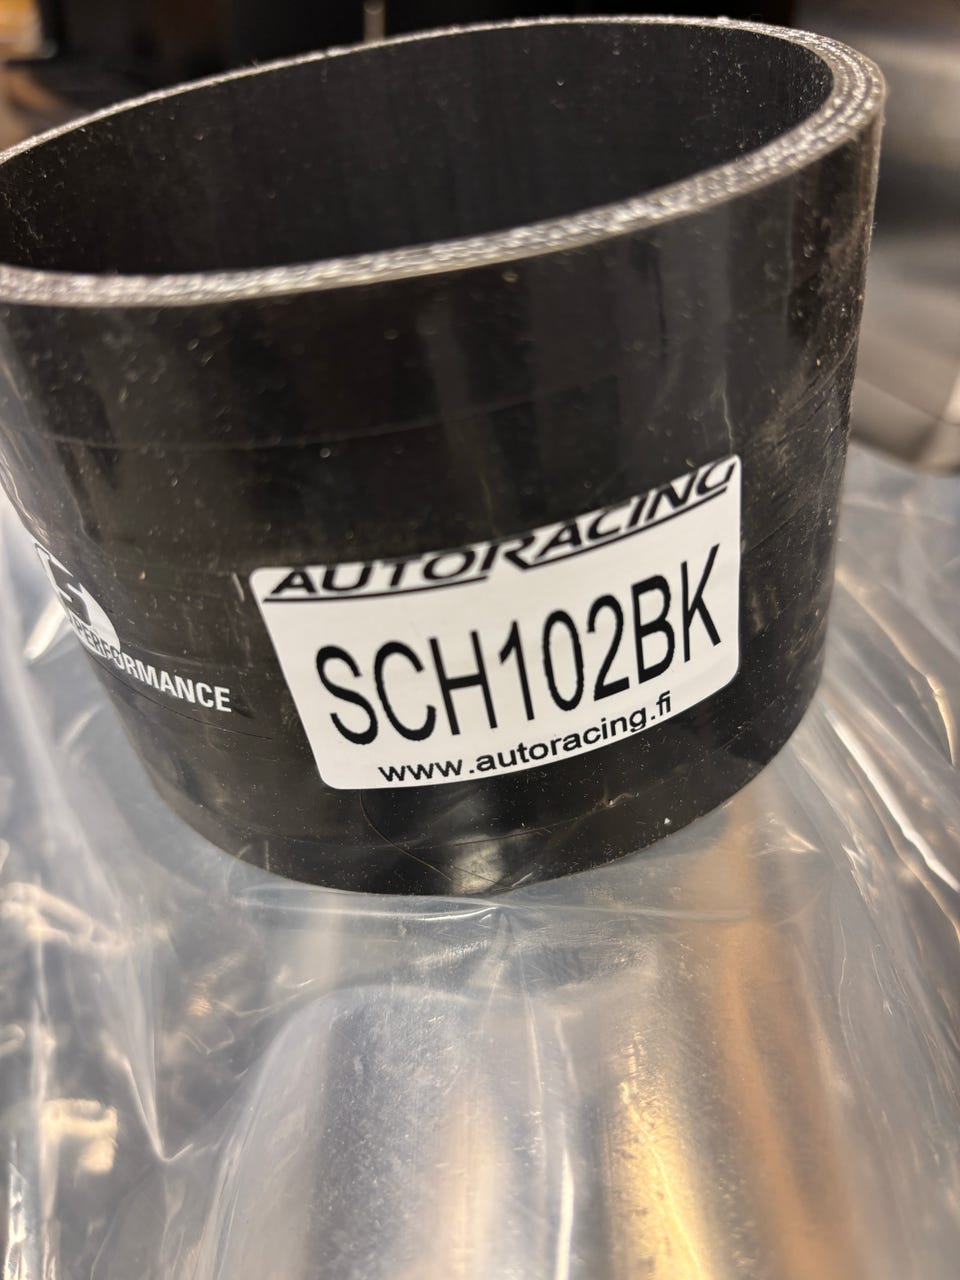 AUTORACING
SCH102BK
www.autoracing.fi
S
PERFORMANCE